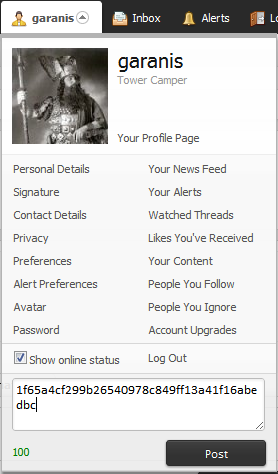 garanis Inbox Alerts
garanis
Tower Camper
Your Profile Page
Personal Details Your News Feed
Signature Your Alerts
Contact Details Watched Threads
Privacy Likes You've Received
Preferences Your Content
Alert Preferences People You Follow
Avatar People You Ignore
Password Account Upgrades
Show online status Log Out
1f65a4cf299b26540978c849ff13a41f16abe
dbc
100 Post